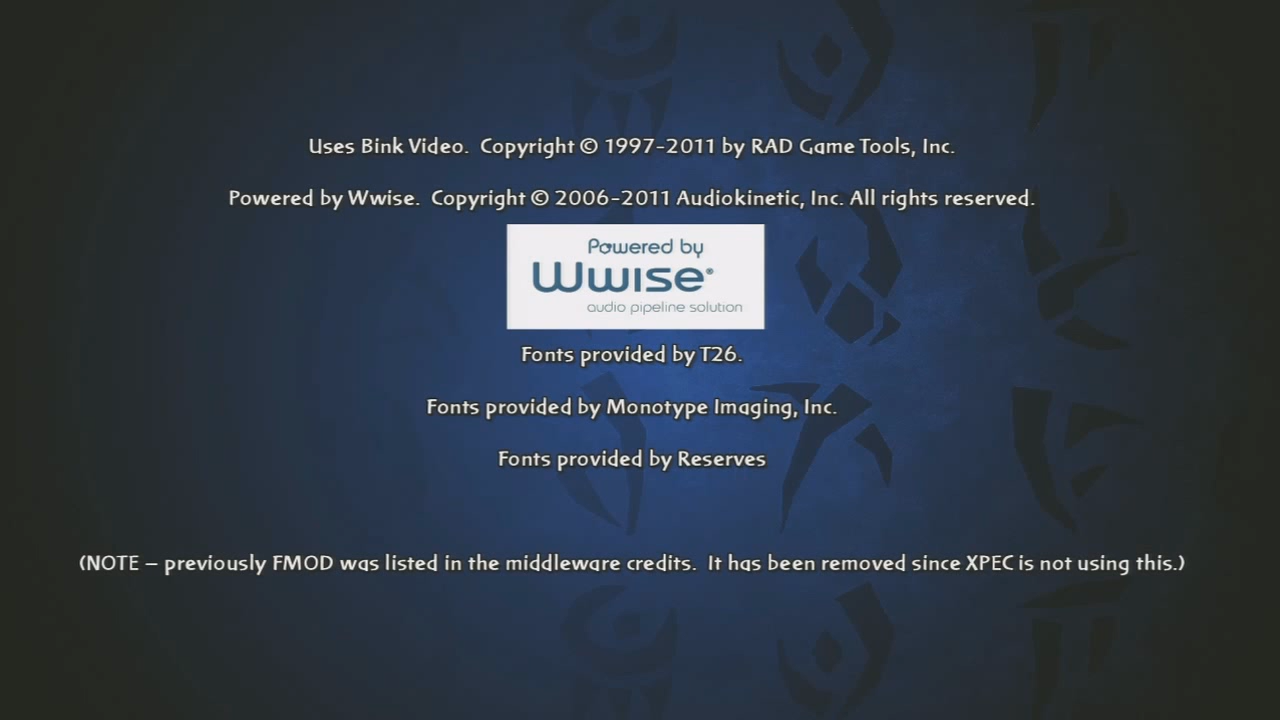 Uses Bink Video.  Copyright © 1997-2011 by RAD Game Tools, Inc.
Powered by Wwise.  Copyright © 2006-2011 Audiokinetic, Inc. All rights reserved.
Powered by
Wwise®
audio pipeline solution
Fonts provided by T26.
Fonts provided by Monotype Imaging, Inc.
Fonts provided by Reserves
(NOTE – previously FMOD was listed in the middleware credits.  It has been removed since XPEC is not using this.)